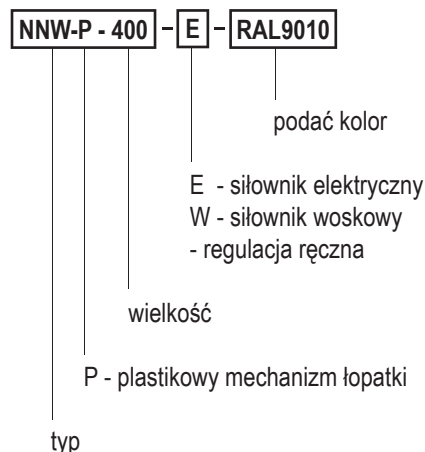 NNW-P - 400 - E - RAL9010
podać kolor
E - siłownik elektryczny
W - siłownik woskowy
- regulacja ręczna
wielkość
P - plastikowy mechanizm łopatki
typ